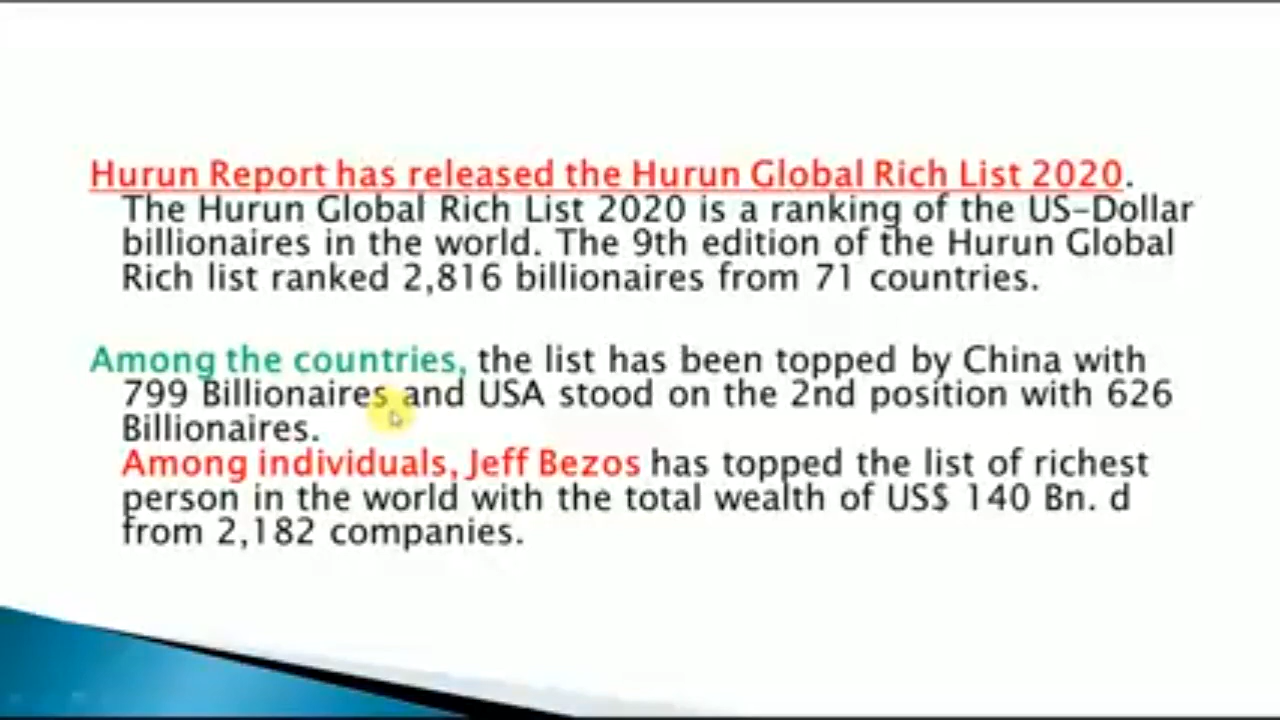 Hurun Report has released the Hurun Global Rich List 2020.
The Hurun Global Rich List 2020 is a ranking of the US-Dollar
billionaires in the world. The 9th edition of the Hurun Global
Rich list ranked 2,816 billionaires from 71 countries.
Among the countries, the list has been topped by China with
799 Billionaires and USA stood on the 2nd position with 626
Billionaires.
Among individuals, Jeff Bezos has topped the list of richest
person in the world with the total wealth of US$ 140 Bn. d
from 2,182 companies.